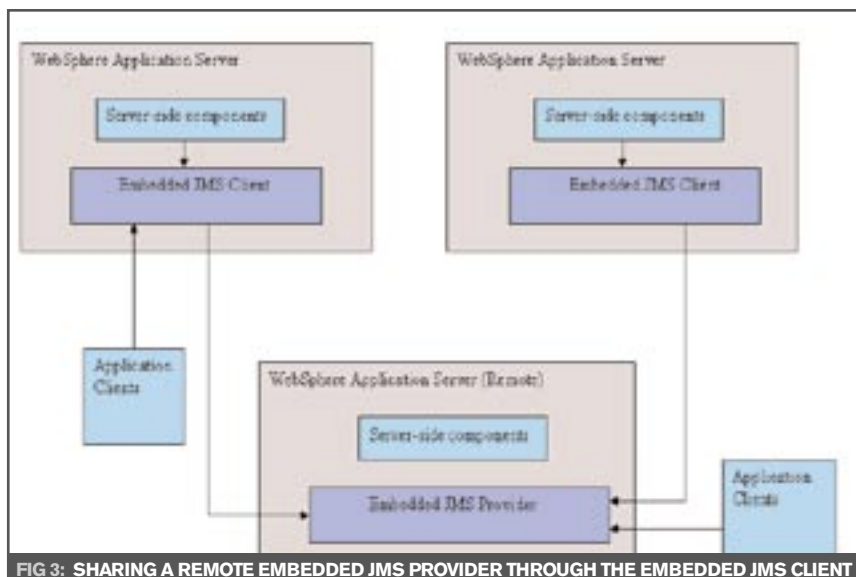 WebSphere Application Server
Server-side components
Embedded JMS Client
WebSphere Application Server
Server-side components
Embedded JMS Client
Application
Clients
WebSphere Application Server (Remote)
Server-side components
Embedded JMS Provider
Application
Clients
FIG 3: SHARING A REMOTE EMBEDDED JMS PROVIDER THROUGH THE EMBEDDED JMS CLIENT